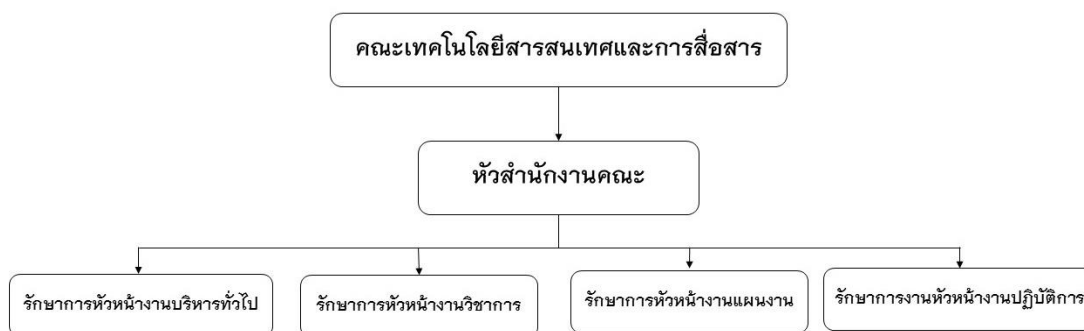 คณะเทคโนโลยีสารสนเทศและการสื่อสาร
หัวสำนักงานคณะ
รักษาการหัวหน้างานบริหารทั่วไป
รักษาการหัวหน้างานวิชาการ
รักษาการหัวหน้างานแผนงาน
รักษาการงานหัวหน้างานปฏิบัติการ